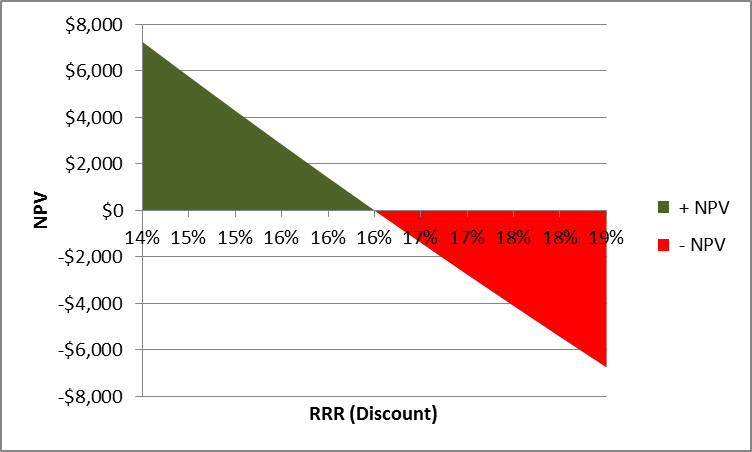 $8,000
$6,000
$4,000
$2,000
$0
-$2,000
-$4,000
-$6,000
-$8,000
NPV
14% 15% 15% 16% 16% 16% 17% 17% 18% 18% 19%
RRR (Discount)
+ NPV
- NPV